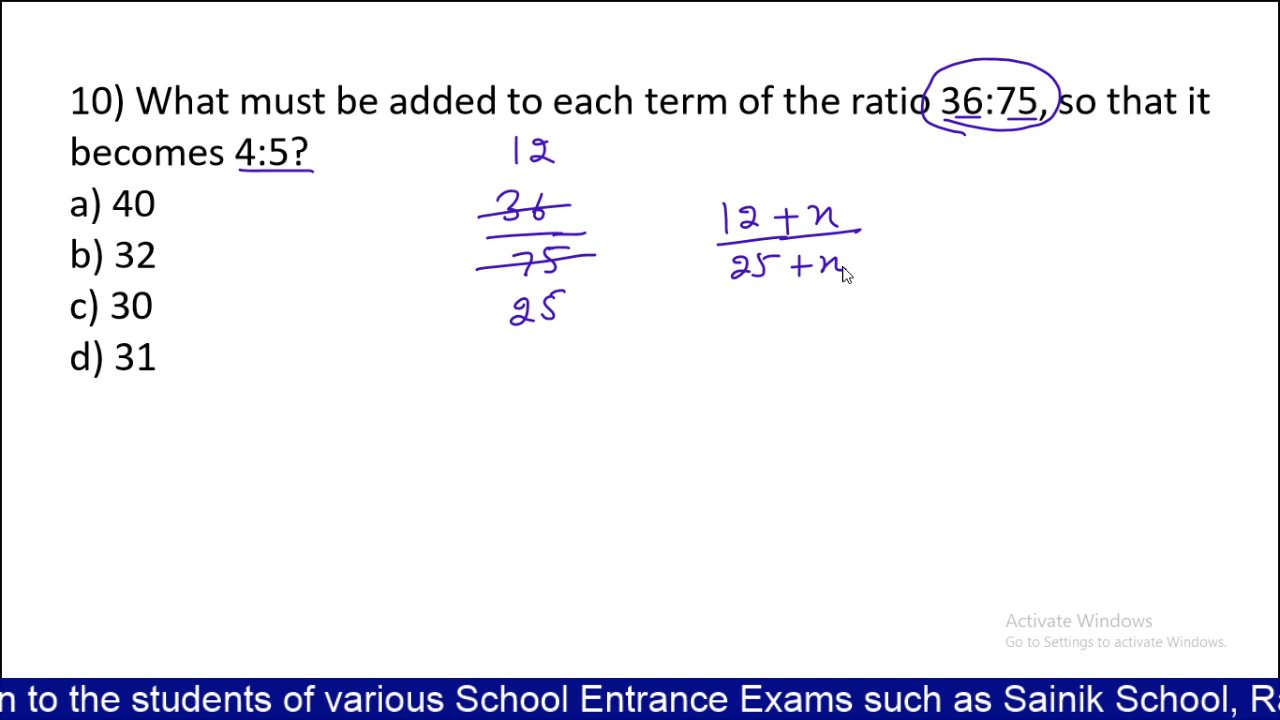 10) What must be added to each term of the ratio 36:75, so that it
becomes 4:5?
a) 40
b) 32
c) 30
d) 31
12
36
75
25
12 + x
25 + x
Activate Windows
Go to Settings to activate Windows.
n to the students of various School Entrance Exams such as Sainik School, Ra